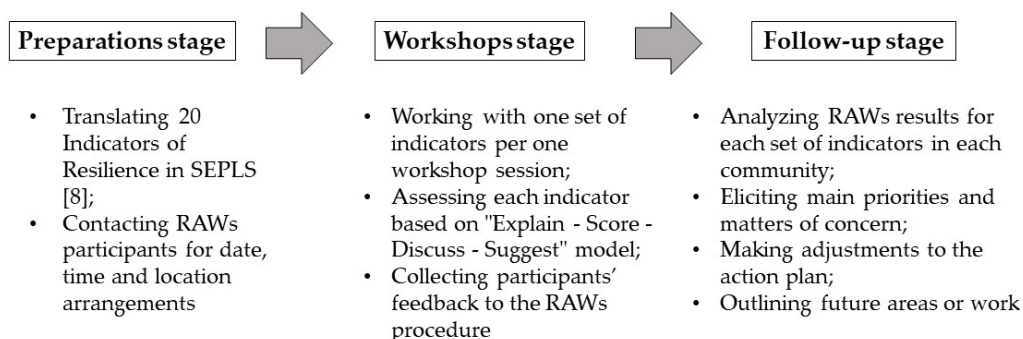 Preparations stage
Workshops stage
Follow-up stage
• Translating 20
Indicators of
Resilience in SEPLS
[8];
• Contacting RAWs
participants for date,
time and location
arrangements
• Working with one set of
indicators per one
workshop session;
• Assessing each indicator
based on "Explain - Score -
Discuss - Suggest" model;
• Collecting participants’
feedback to the RAWs
procedure
• Analyzing RAWs results for
each set of indicators in each
community;
• Eliciting main priorities and
matters of concern;
• Making adjustments to the
action plan;
• Outlining future areas or work